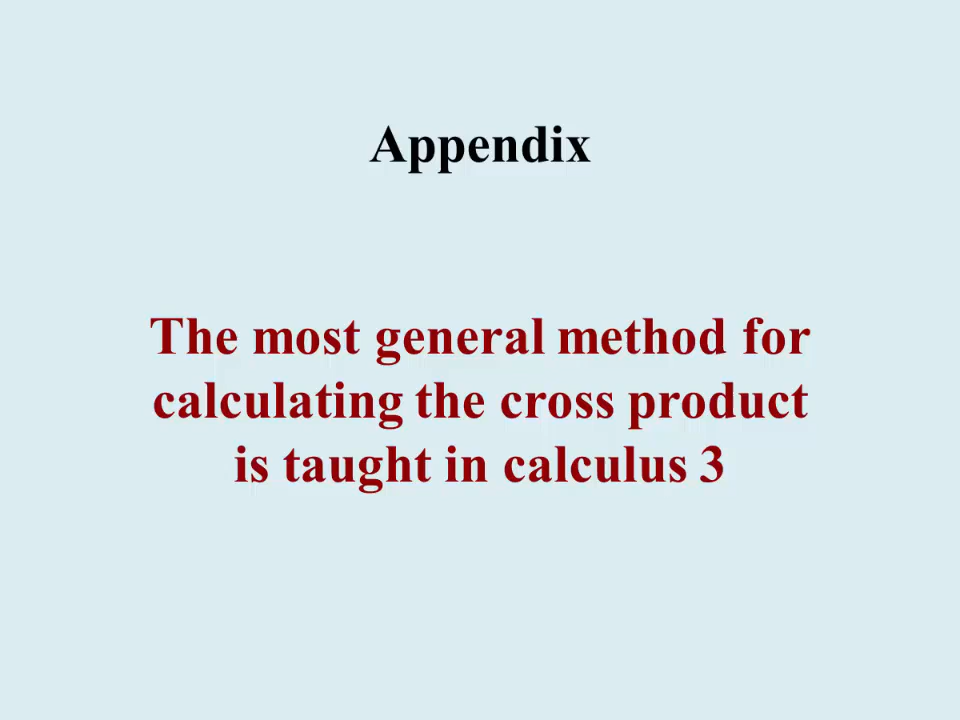 Appendix
The most general method for
calculating the cross product
is taught in calculus 3